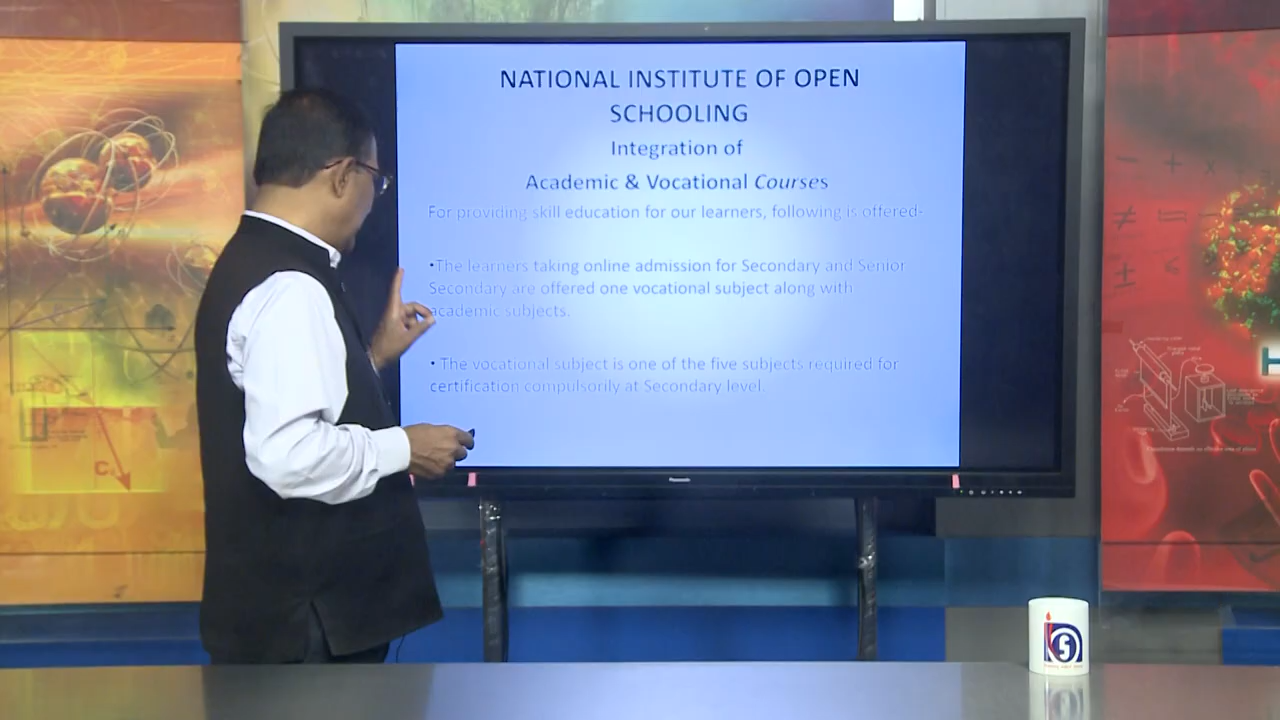 NATIONAL INSTITUTE OF OPEN
SCHOOLING
Integration of
Academic & Vocational Courses
For providing skill education for our learners, following is offered-
•The learners taking online admission for Secondary and Senior
Secondary are offered one vocational subject along with
academic subjects.
• The vocational subject is one of the five subjects required for
certification compulsorily at Secondary level.
Panasonic